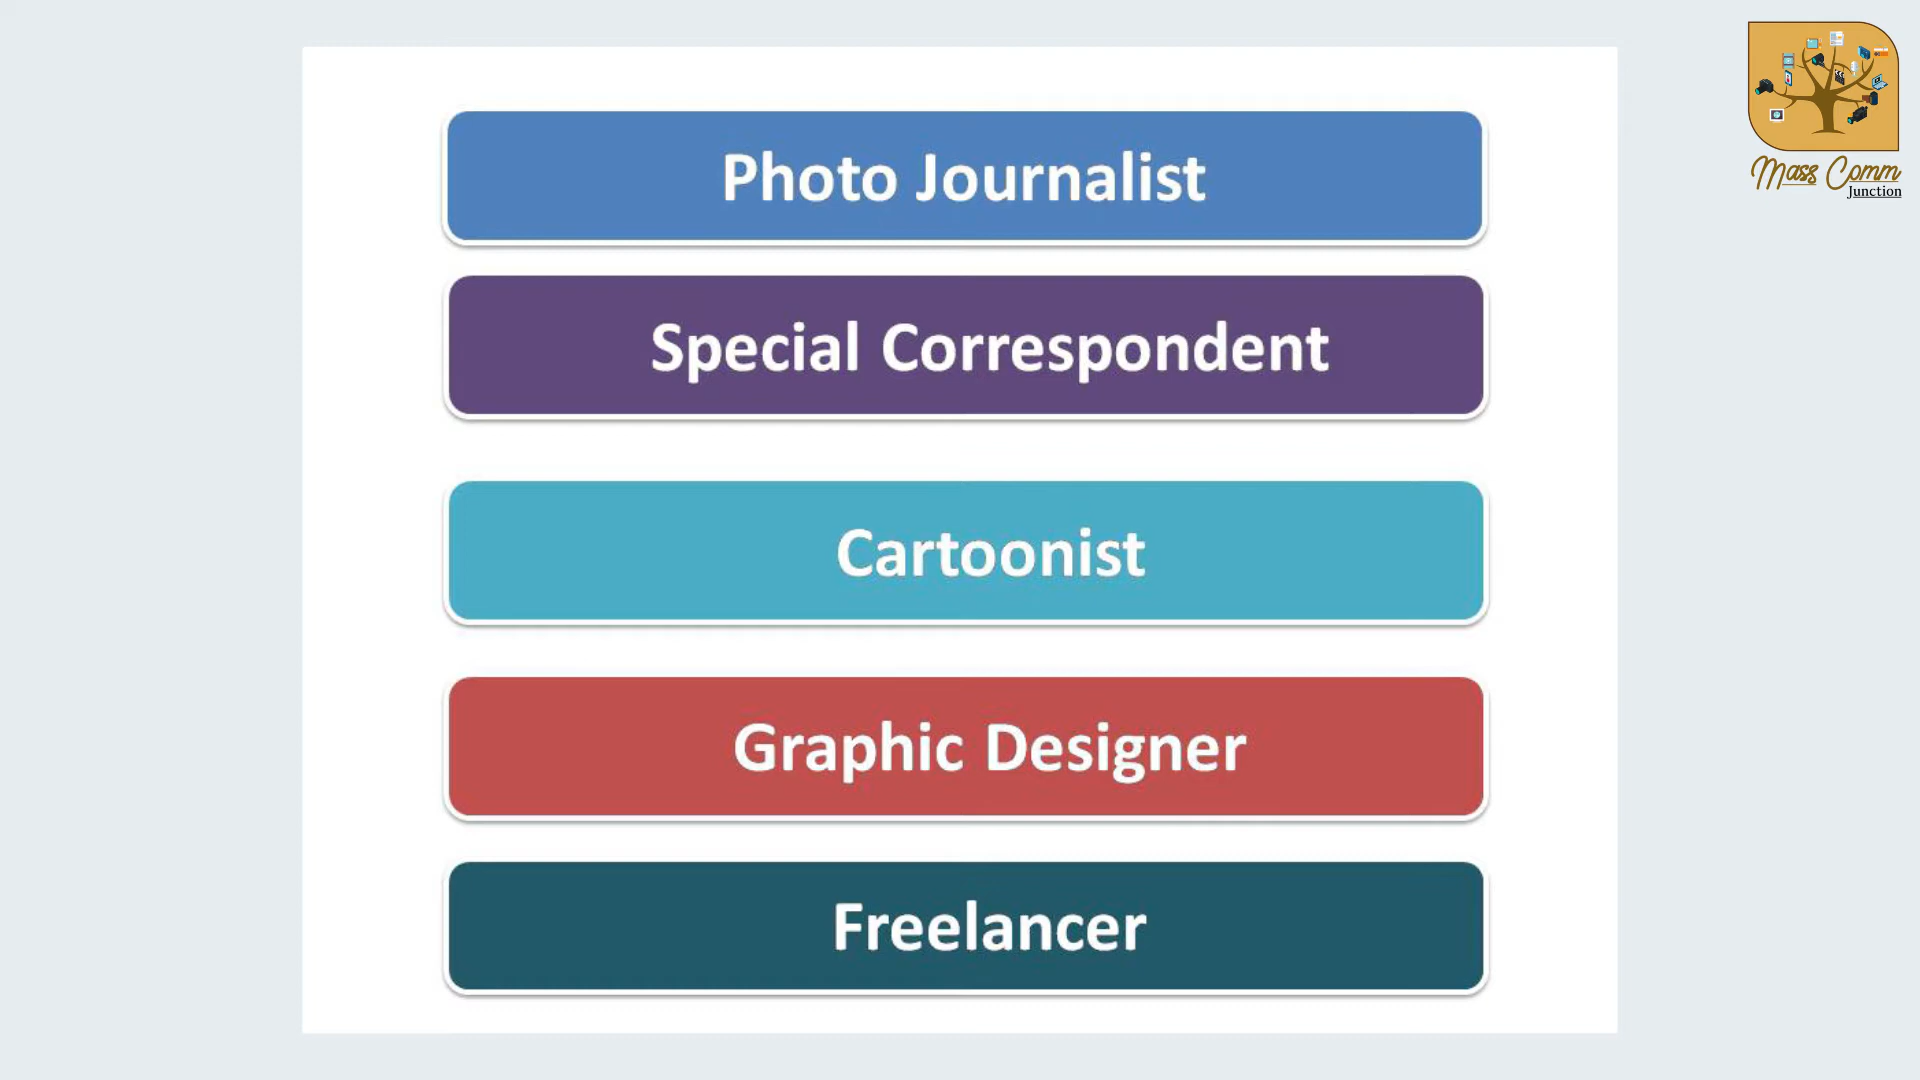 Photo Journalist
Special Correspondent
Cartoonist
Graphic Designer
Freelancer
Mass Comm
Junction